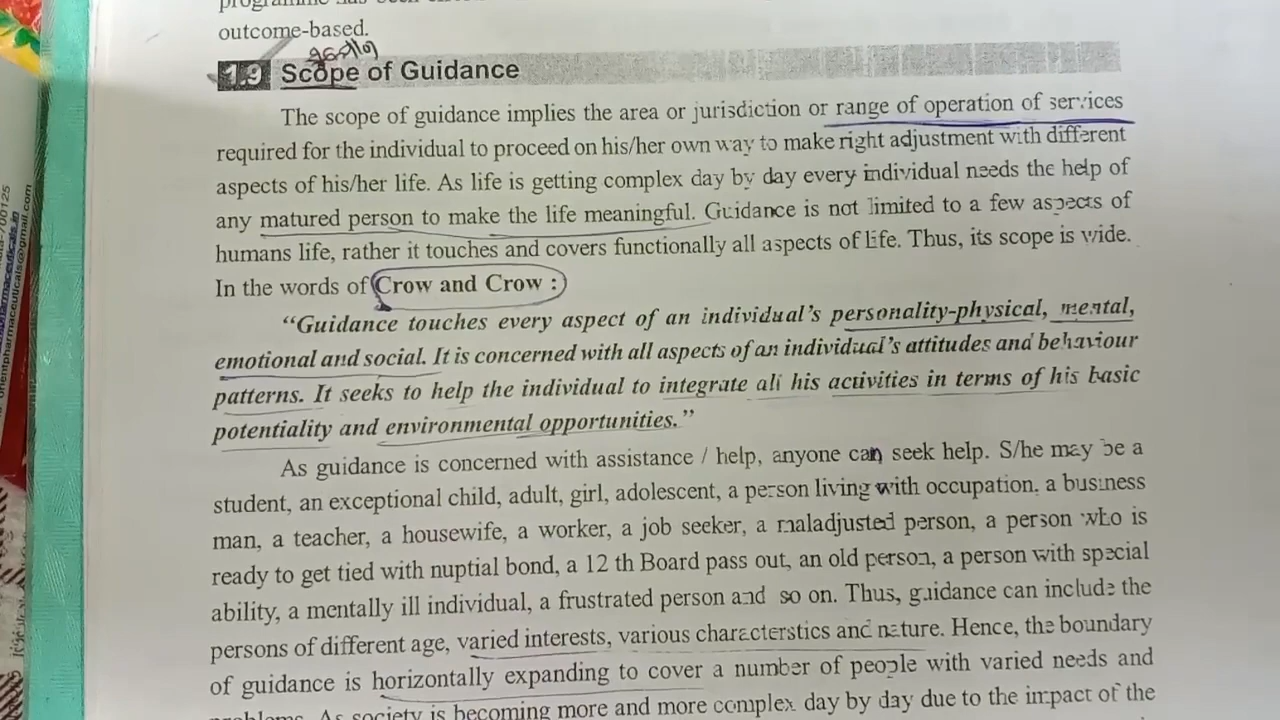 outcome-based.
1.9 Scope of Guidance
The scope of guidance implies the area or jurisdiction or range of operation of services
required for the individual to proceed on his/her own way to make right adjustment with different
aspects of his/her life. As life is getting complex day by day every individual needs the help of
any matured person to make the life meaningful. Guidance is not limited to a few aspects of
humans life, rather it touches and covers functionally all aspects of life. Thus, its scope is wide.
In the words of Crow and Crow :
“Guidance touches every aspect of an individual’s personality-physical, mental,
emotional and social. It is concerned with all aspects of an individual’s attitudes and behaviour
patterns. It seeks to help the individual to integrate all his activities in terms of his basic
potentiality and environmental opportunities.”
As guidance is concerned with assistance / help, anyone can seek help. S/he may be a
student, an exceptional child, adult, girl, adolescent, a person living with occupation, a business
man, a teacher, a housewife, a worker, a job seeker, a maladjusted person, a person who is
ready to get tied with nuptial bond, a 12 th Board pass out, an old person, a person with special
ability, a mentally ill individual, a frustrated person and so on. Thus, guidance can include the
persons of different age, varied interests, various characterstics and nature. Hence, the boundary
of guidance is horizontally expanding to cover a number of people with varied needs and
problems. As society is becoming more and more complex day by day due to the impact of the